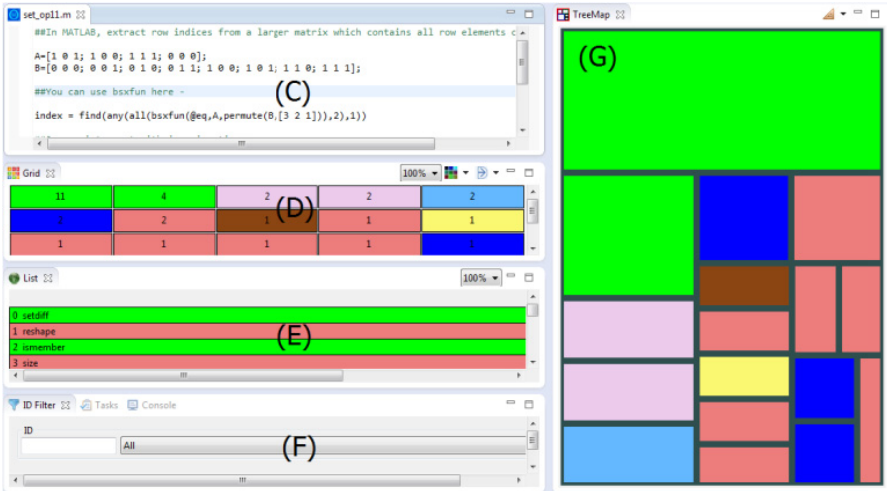 set_op11.m
##In MATLAB, extract row indices from a larger matrix which contains all row elements
A=[1 0 1; 1 0 0; 1 1 1; 0 0 0];
B=[0 0 0; 0 0 1; 0 1 0; 0 1 1; 1 0 0; 1 0 1; 1 1 0; 1 1 1];
##You can use bsxfun here -
(C)
index = find(any(all(bsxfun(@eq,A,permute(B,[3 2 1])),2),1))
Grid
100%
11 4 2 2 2
2 2 1 1 1
(D)
1 1 1 1 1
List
100%
0 setdiff
1 reshape
2 ismember
3 size
(E)
ID Filter Tasks Console
ID
All
(F)
TreeMap
(G)